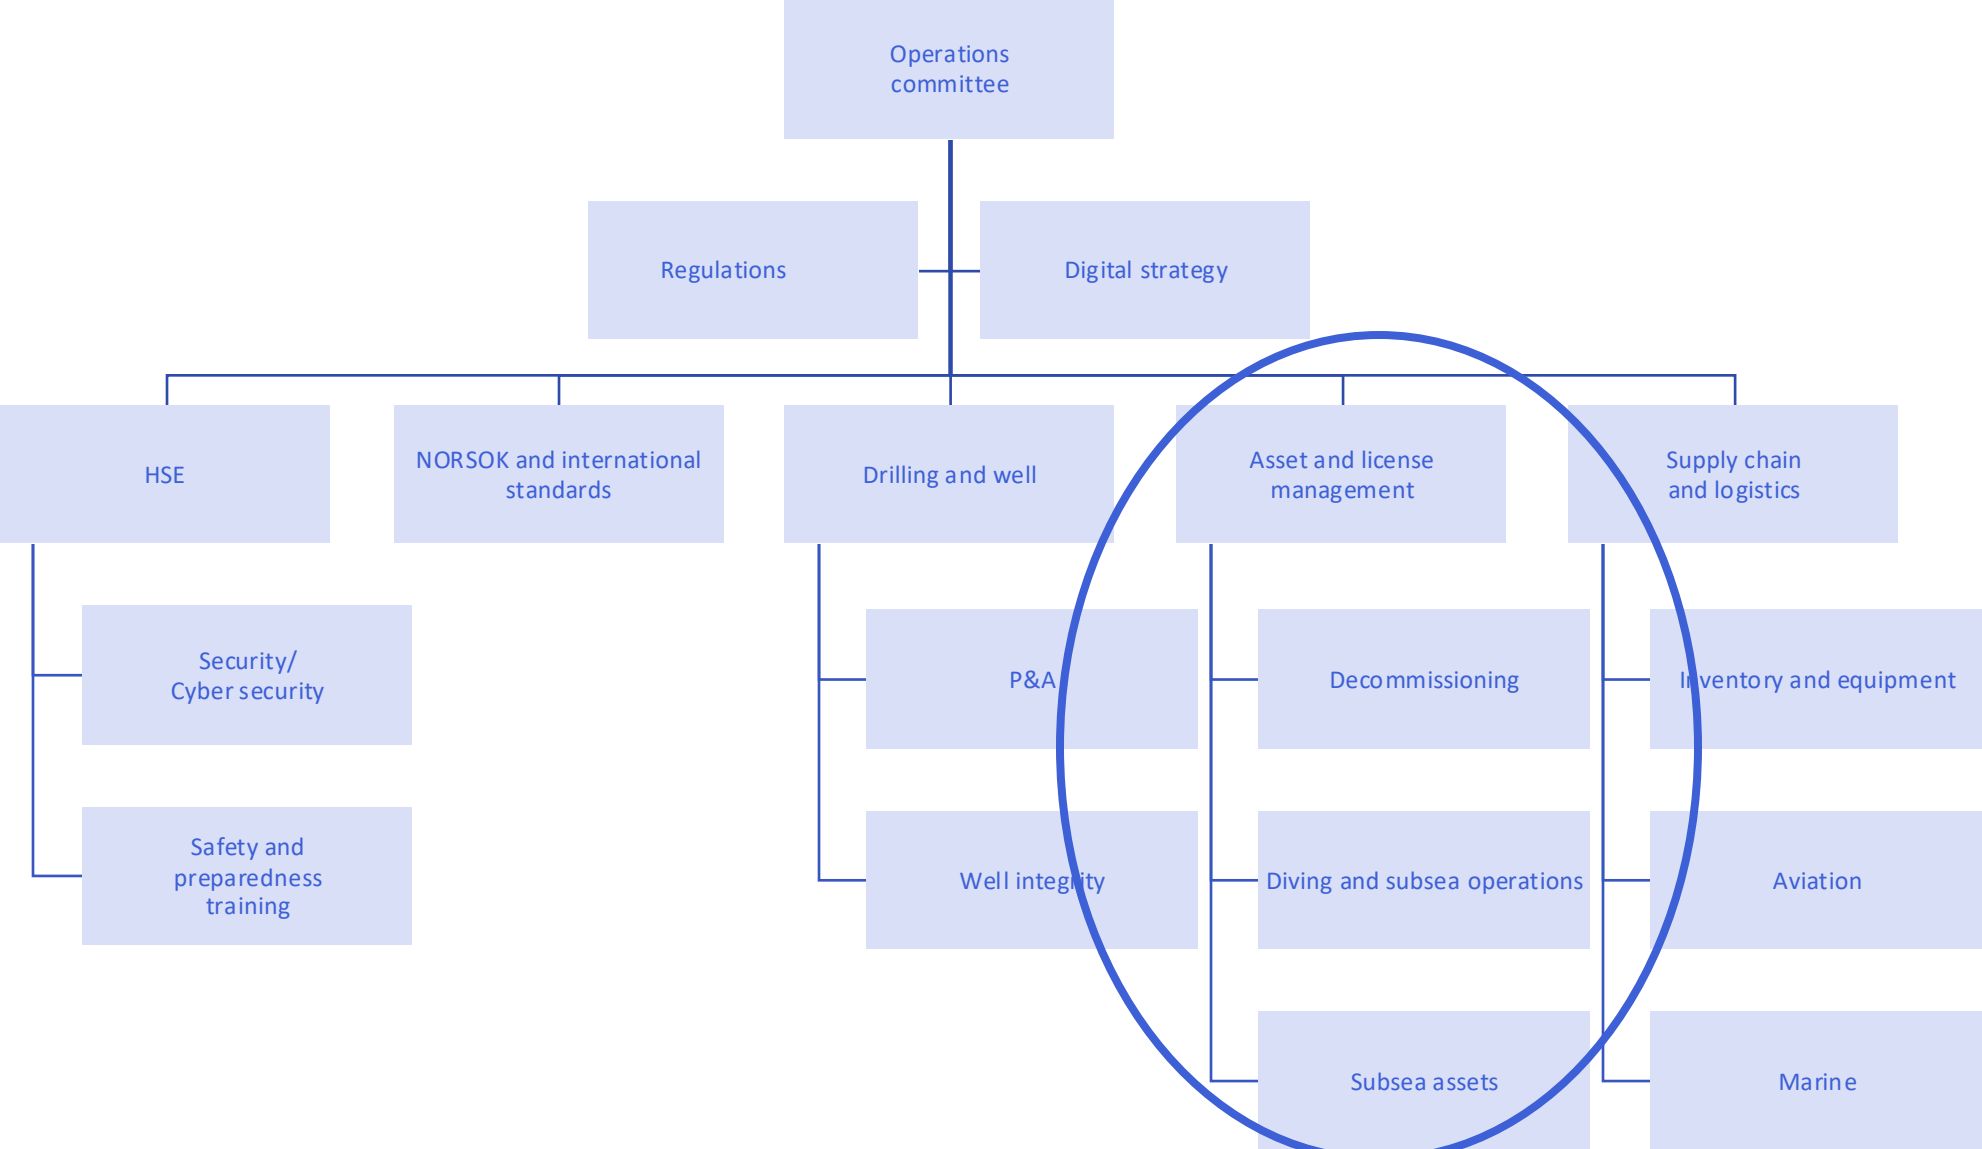 Operations
committee
Regulations
Digital strategy
HSE
NORSOK and international
standards
Drilling and well
Asset and license
management
Supply chain
and logistics
Security/
Cyber security
P&A
Decommissioning
Inventory and equipment
Safety and
preparedness
training
Well integrity
Diving and subsea operations
Aviation
Subsea assets
Marine